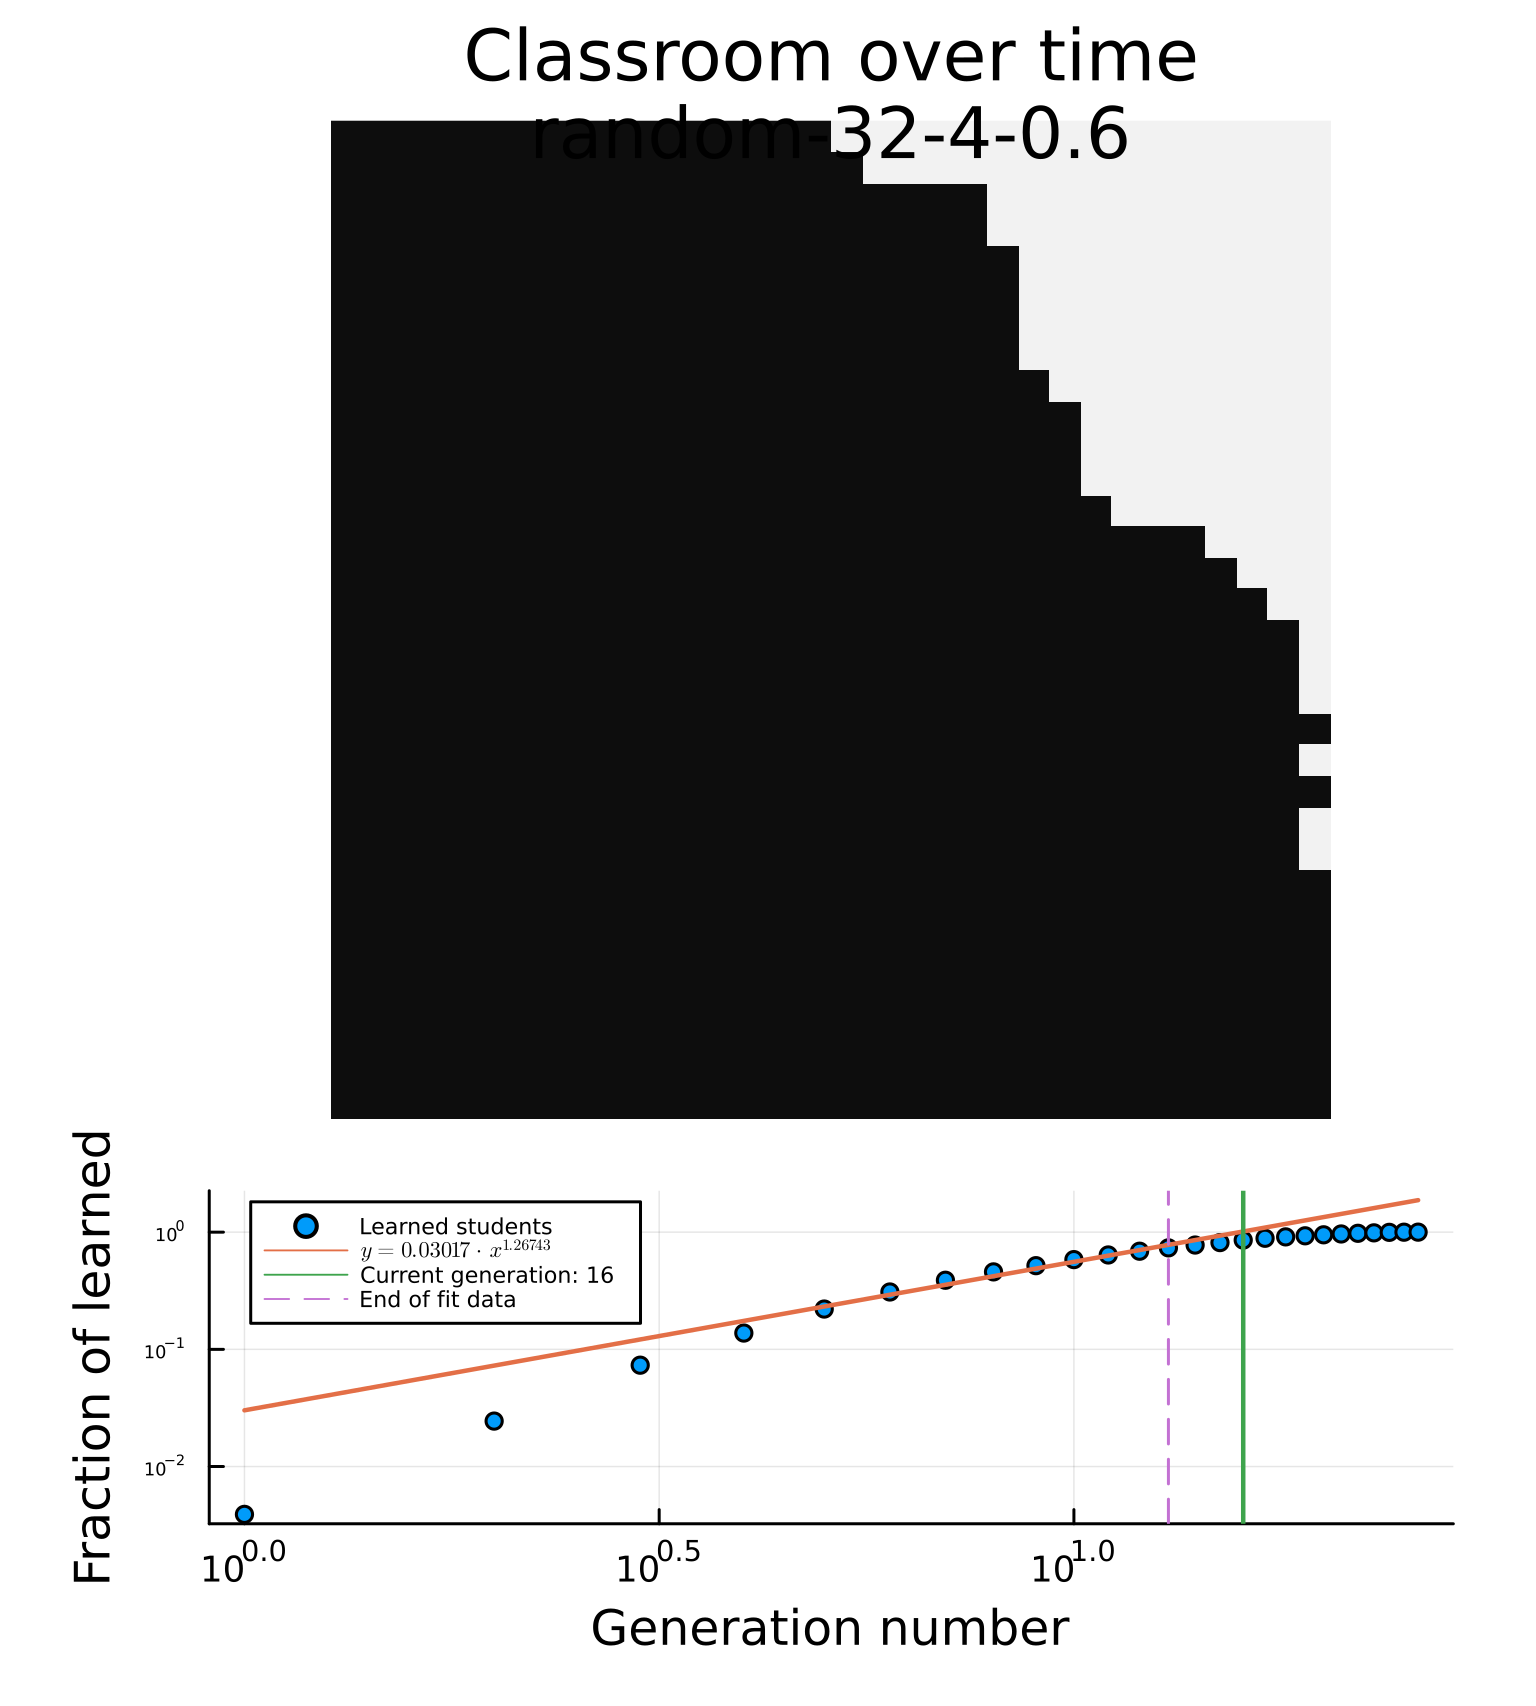 Classroom over time
random-32-4-0.6
Fraction of learned
10⁰
10⁻¹
10⁻²
Learned students
y = 0.03017 · x^1.26743
Current generation: 16
End of fit data
10^0.0
10^0.5
10^1.0
Generation number